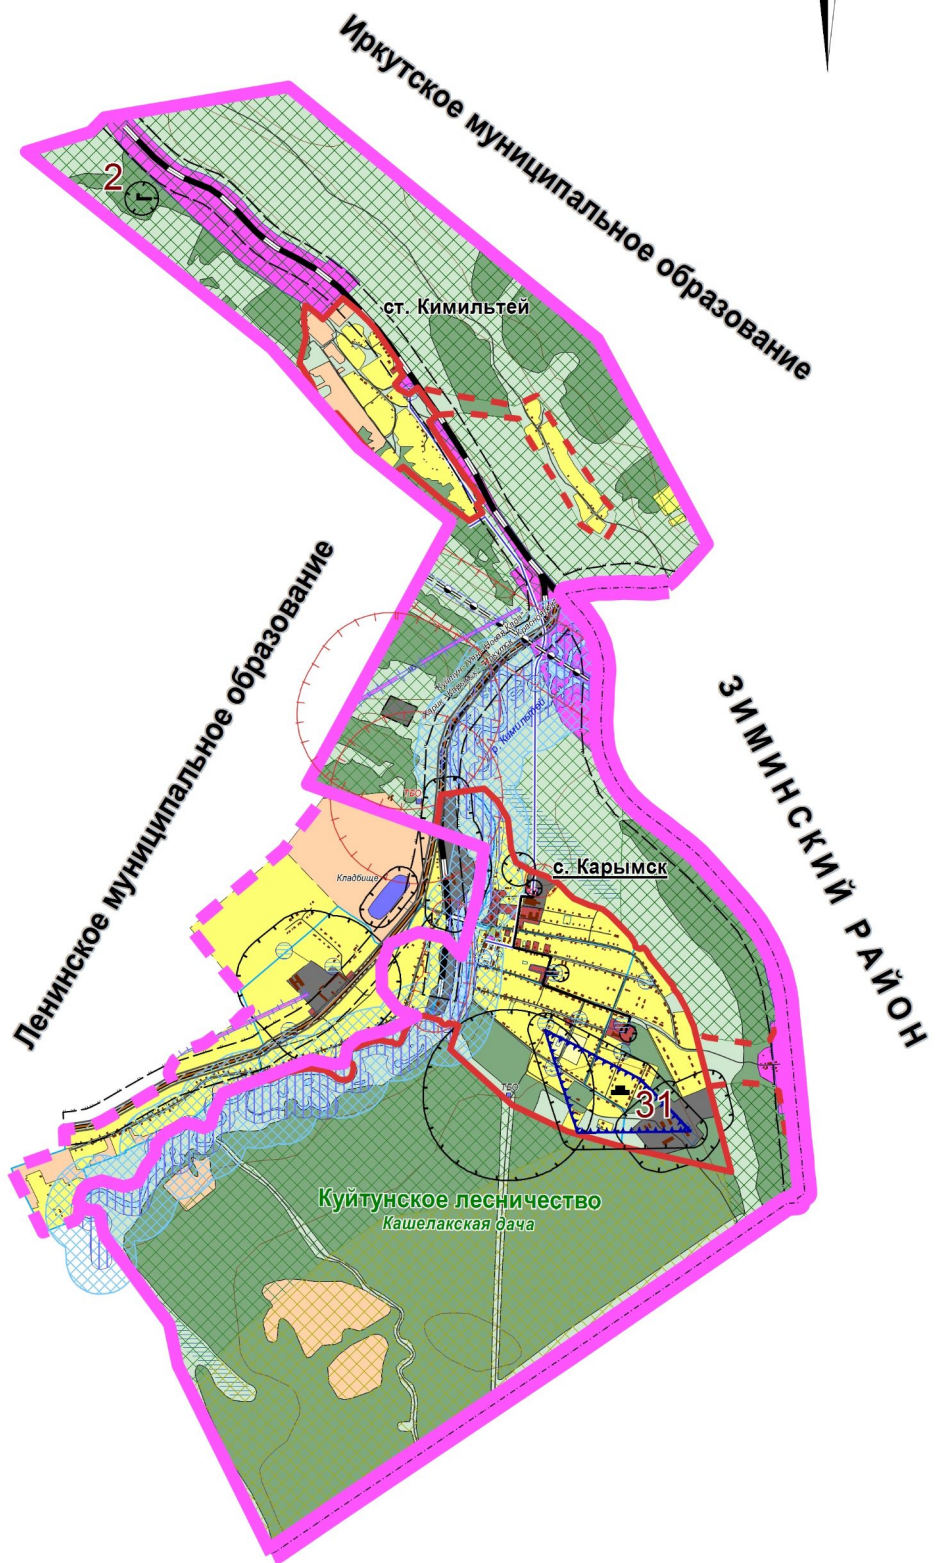 Иркутское муниципальное образование
2
ст. Кимильтей
Ленинское муниципальное образование
р. Кимильтей
ЗИМИНСКИЙ РАЙОН
ТБО
с. Карымск
Кладбище
ТБО
31
Куйтунское лесничество
Кашелакская дача